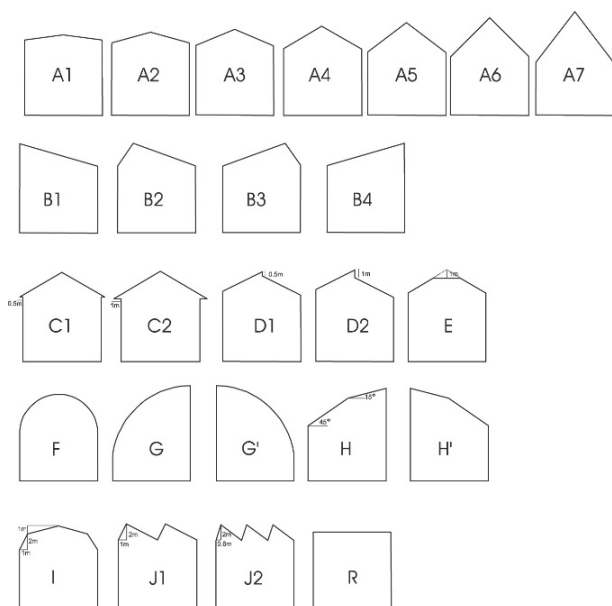 A1 A2 A3 A4 A5 A6 A7
B1 B2 B3 B4
0.5m 1m 0.5m 1m 1m
C1 C2 D1 D2 E
15°
45°
F G G' H H'
1m
2m 2m 2m
1m 1m 0.5m
I J1 J2 R